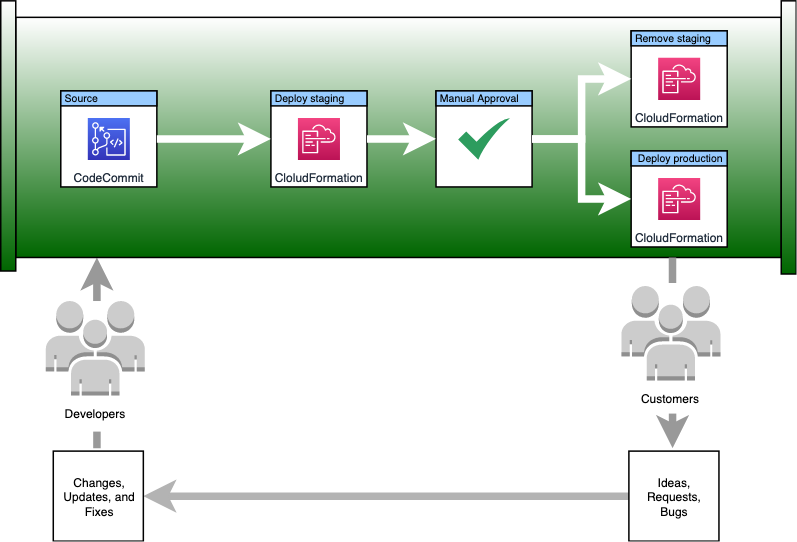 Remove staging
CloludFormation
Source
CodeCommit
Deploy staging
CloludFormation
Manual Approval
Deploy production
CloludFormation
Developers
Customers
Changes,
Updates, and
Fixes
Ideas,
Requests,
Bugs